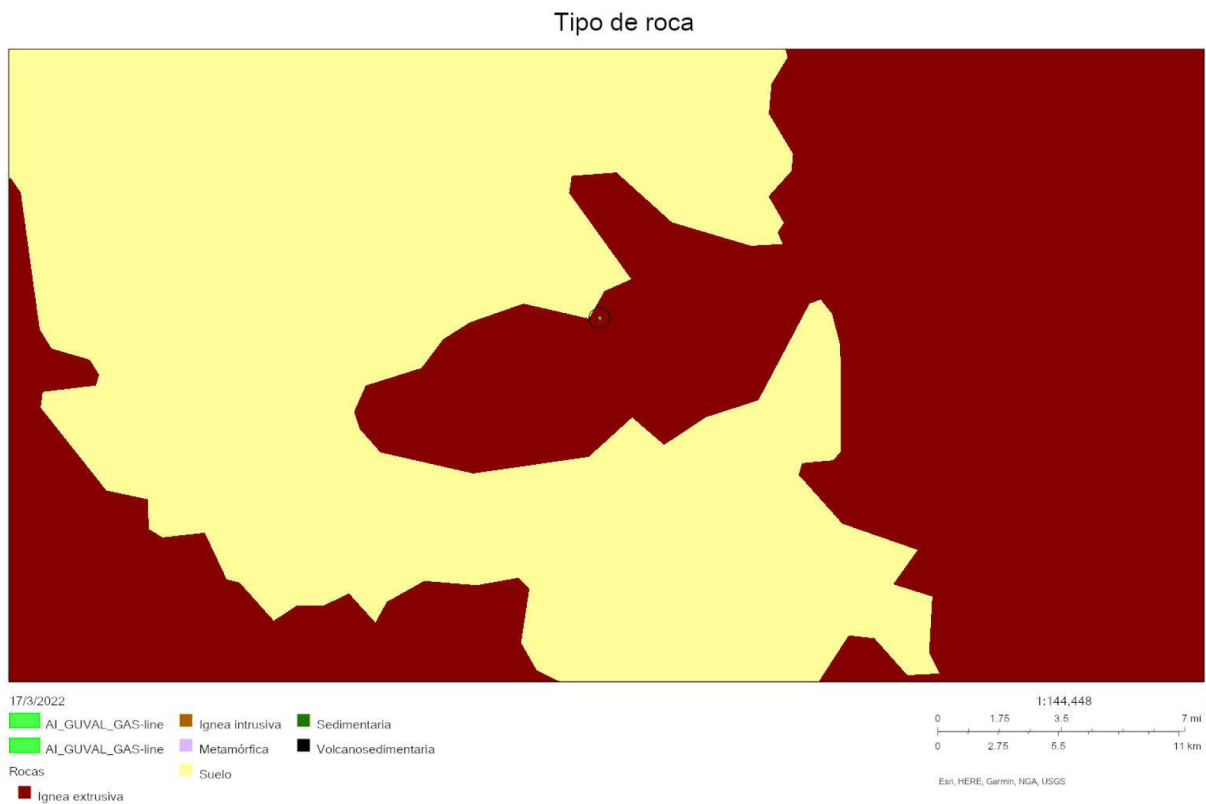 Tipo de roca
17/3/2022
AI_GUVAL_GAS-line
AI_GUVAL_GAS-line
Rocas
Ignea extrusiva
Ignea intrusiva
Metamórfica
Suelo
Sedimentaria
Volcanosedimentaria
1:144,448
0 1.75 3.5 7 mi
0 2.75 5.5 11 km
Esri, HERE, Garmin, NGA, USGS